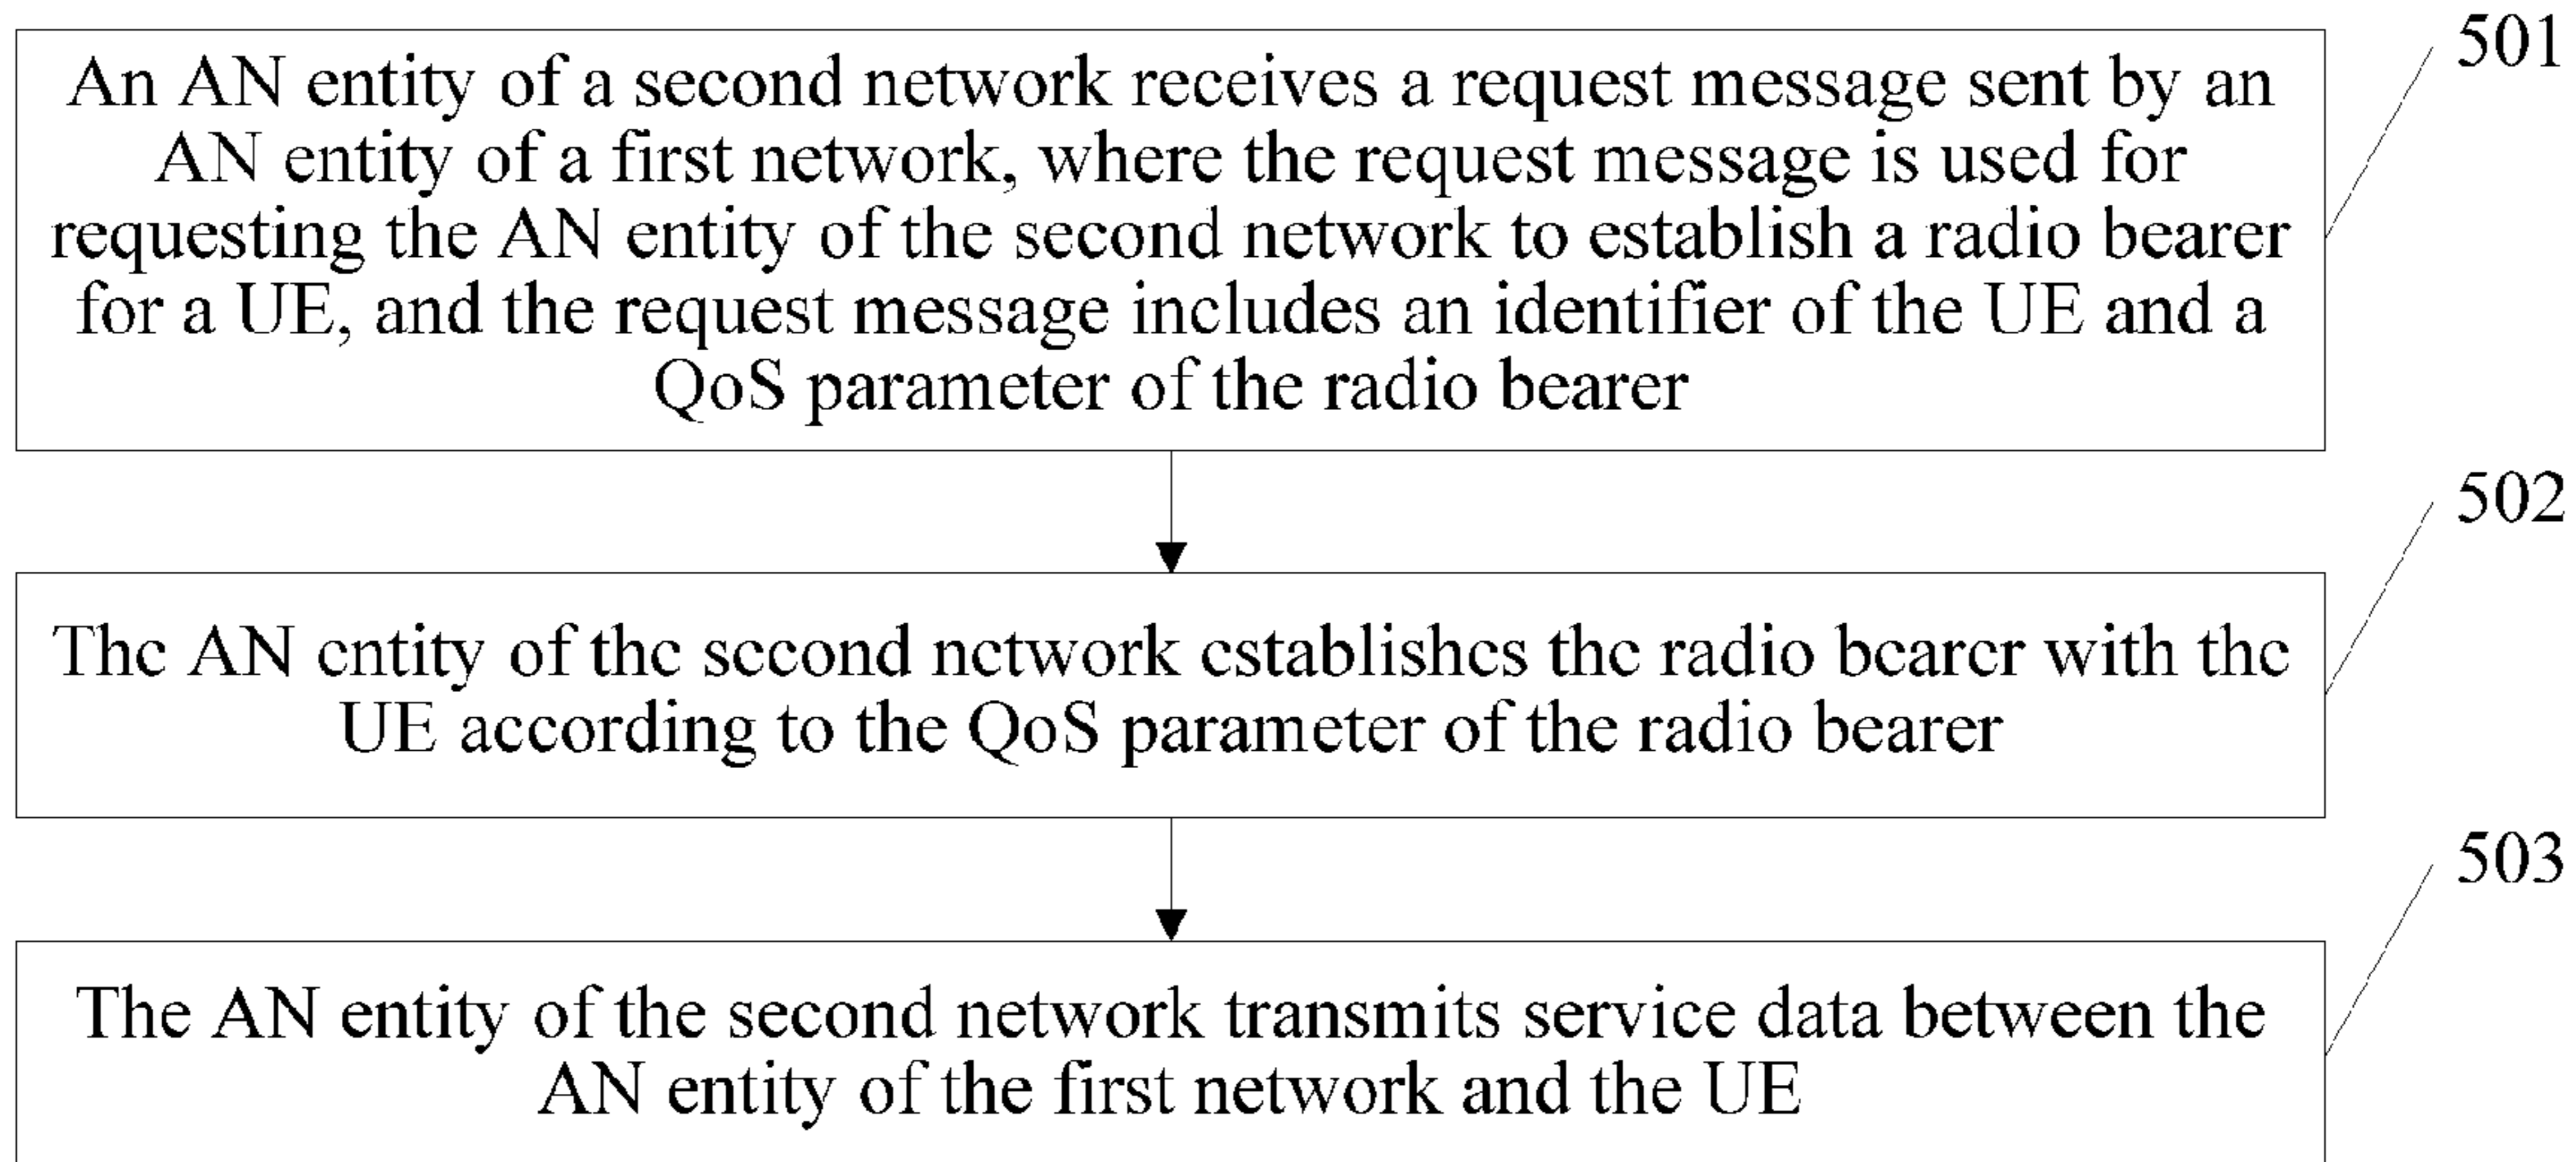 An AN entity of a second network receives a request message sent by an
AN entity of a first network, where the request message is used for
requesting the AN entity of the second network to establish a radio bearer
for a UE, and the request message includes an identifier of the UE and a
QoS parameter of the radio bearer
501
The AN entity of the second network establishes the radio bearer with the
UE according to the QoS parameter of the radio bearer
502
The AN entity of the second network transmits service data between the
AN entity of the first network and the UE
503